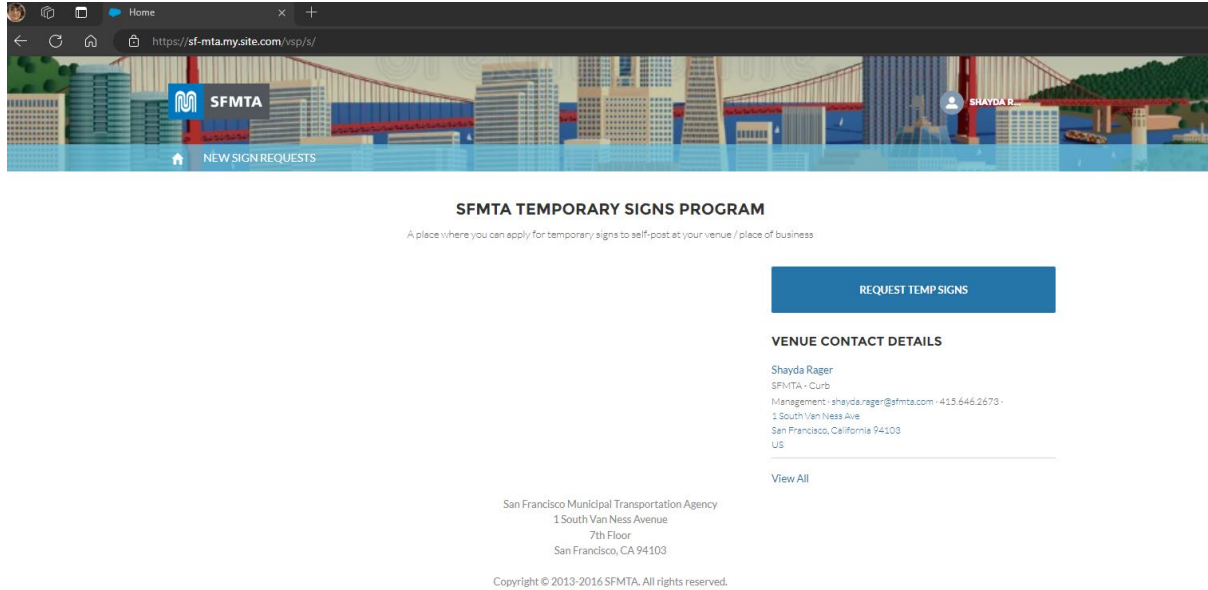 Home
https://sf-mta.my.site.com/vsp/s/
SFMTA
SHAYDA R...
NEW SIGN REQUESTS
SFMTA TEMPORARY SIGNS PROGRAM
A place where you can apply for temporary signs to self-post at your venue / place of business
REQUEST TEMP SIGNS
VENUE CONTACT DETAILS
Shayda Rager
SFMTA - Curb
Management · shayda.rager@sfmta.com · 415.646.2673 ·
1 South Van Ness Ave
San Francisco, California 94103
US
View All
San Francisco Municipal Transportation Agency
1 South Van Ness Avenue
7th Floor
San Francisco, CA 94103
Copyright © 2013-2016 SFMTA. All rights reserved.